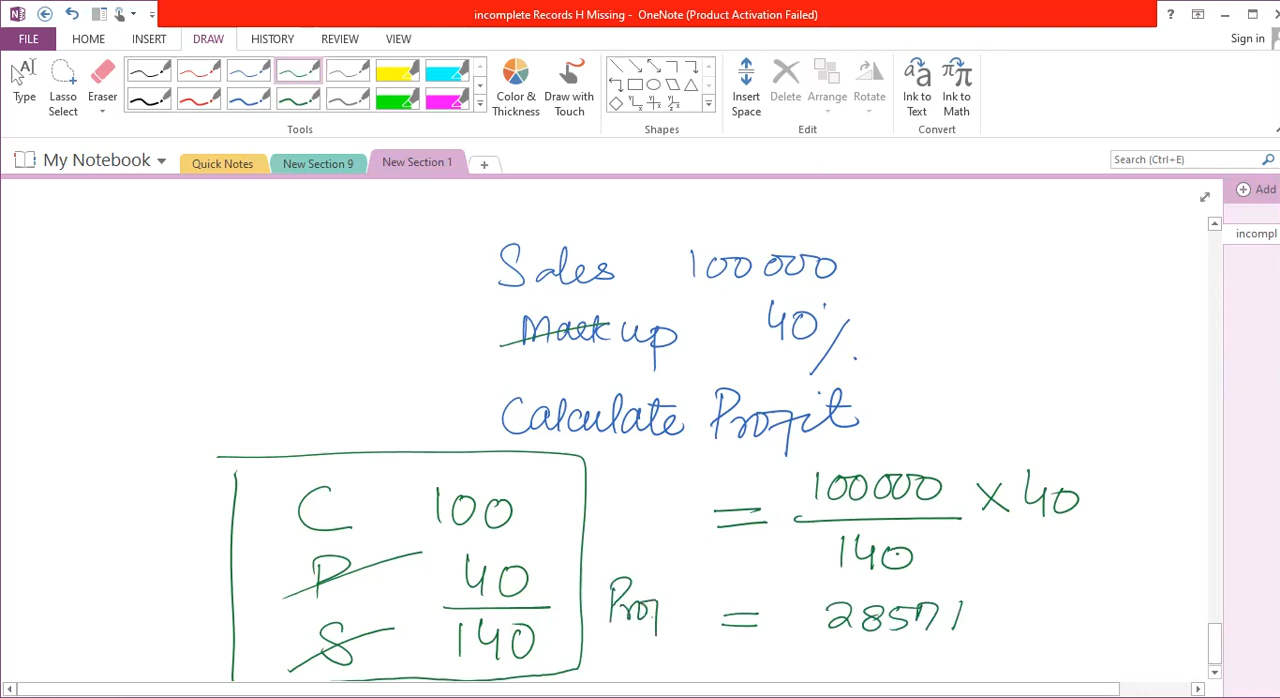 incomplete Records H Missing - OneNote (Product Activation Failed)
?
FILE HOME INSERT DRAW HISTORY REVIEW VIEW
Sign in
Type
Lasso Select
Eraser
Color & Thickness
Draw with Touch
Insert Space
Delete
Arrange
Rotate
Ink to Text
Ink to Math
Tools
Shapes
Edit
Convert
My Notebook
Quick Notes
New Section 9
New Section 1
Search (Ctrl+E)
Add
incompl
Sales 100000
Markup 40%
Calculate Profit
C 100
P 40
S 140
= 100000 × 40
140
Prof = 28571